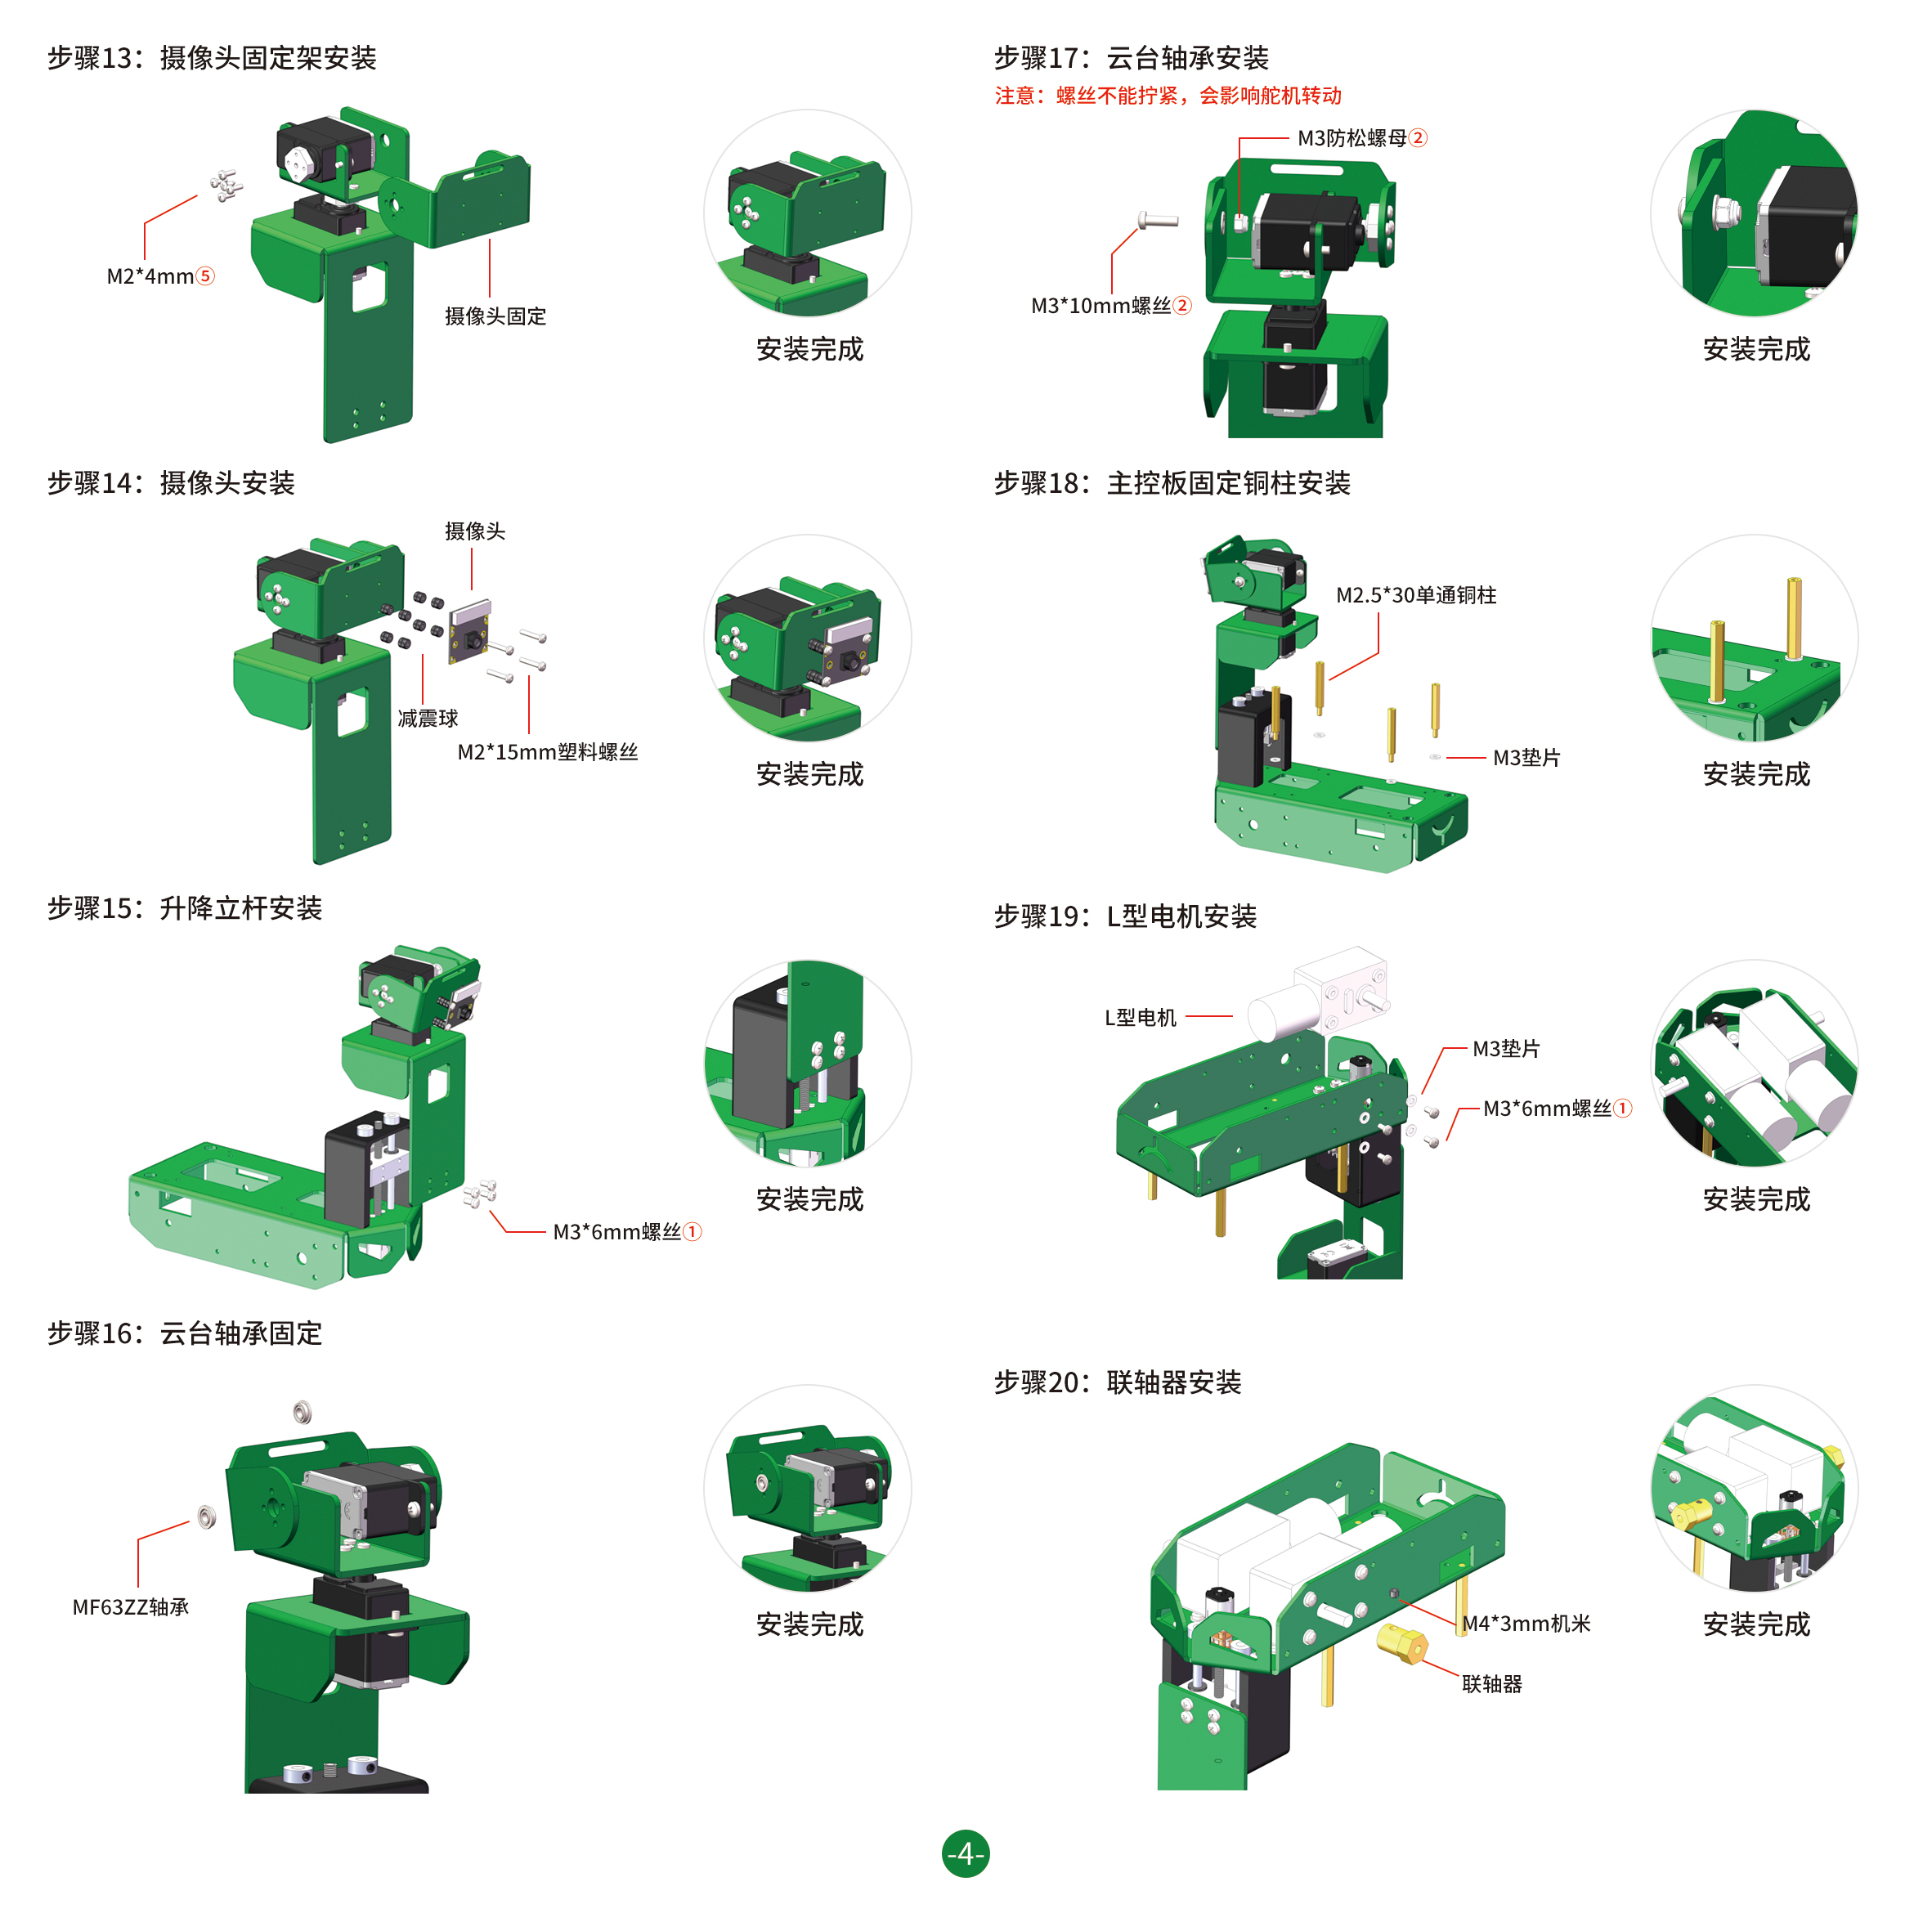 步骤13：摄像头固定架安装
M2*4mm⑤
摄像头固定
安装完成
步骤14：摄像头安装
摄像头
减震球
M2*15mm塑料螺丝
安装完成
步骤15：升降立杆安装
M3*6mm螺丝①
安装完成
步骤16：云台轴承固定
MF63ZZ轴承
安装完成
步骤17：云台轴承安装
注意：螺丝不能拧紧，会影响舵机转动
M3防松螺母②
M3*10mm螺丝②
安装完成
步骤18：主控板固定铜柱安装
M2.5*30单通铜柱
M3垫片
安装完成
步骤19：L型电机安装
L型电机
M3垫片
M3*6mm螺丝①
安装完成
步骤20：联轴器安装
M4*3mm机米
联轴器
安装完成
-4-